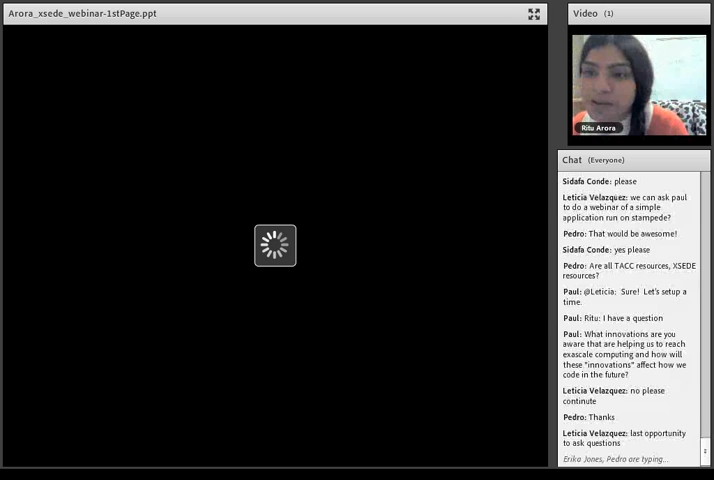 Arora_xsede_webinar-1stPage.ppt
Video (1)
Ritu Arora
Chat (Everyone)
Sidafa Conde: please
Leticia Velazquez: we can ask paul
to do a webinar of a simple
application run on stampede?
Pedro: That would be awesome!
Sidafa Conde: yes please
Pedro: Are all TACC resources, XSEDE
resources?
Paul: @Leticia: Sure! Let's setup a
time.
Paul: Ritu: I have a question
Paul: What innovations are you
aware that are helping us to reach
exascale computing and how will
these "innovations" affect how we
code in the future?
Leticia Velazquez: no please
continute
Pedro: Thanks
Leticia Velazquez: last opportunity
to ask questions
Erika Jones, Pedro are typing...